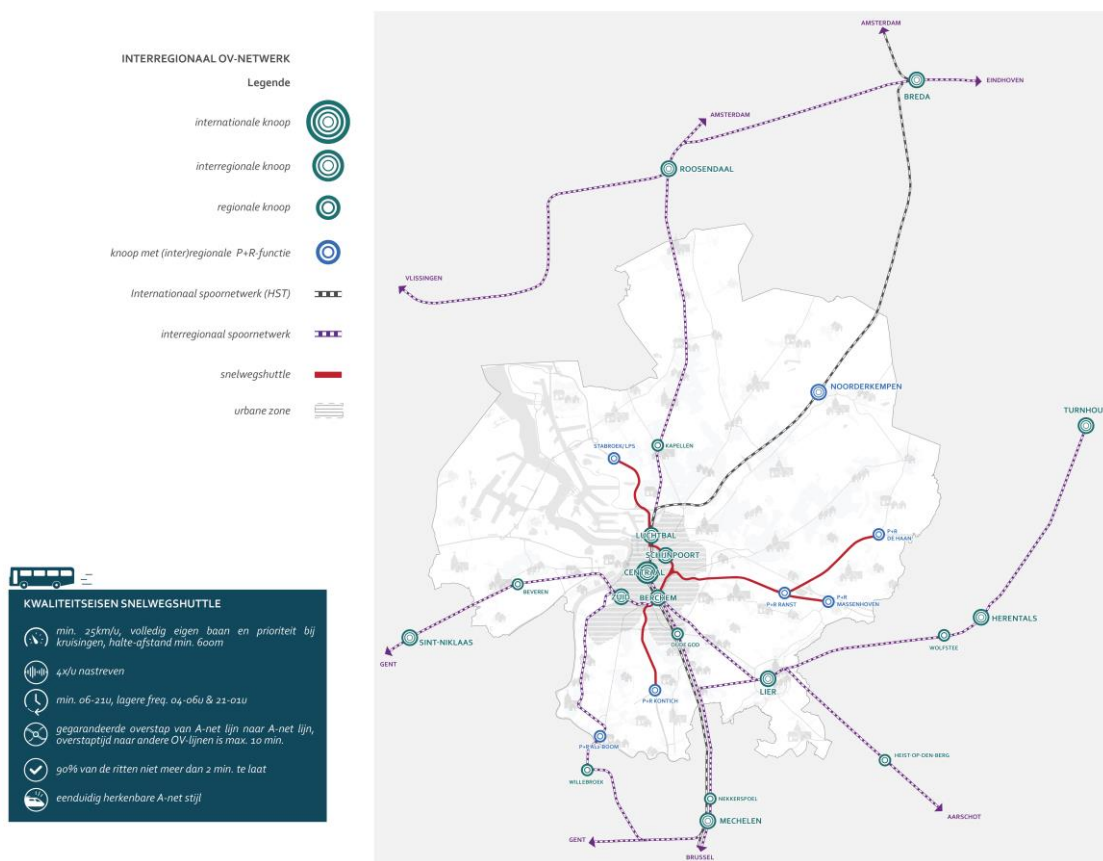 INTERREGIONAAL OV-NETWERK
Legende
internationale knoop
interregionale knoop
regionale knoop
knoop met (inter)regionale P+R-functie
Internationaal spoornetwerk (HST)
interregionaal spoornetwerk
snelwegshuttle
urbane zone
KWALITEITSEISEN SNELWEGSHUTTLE
min. 25km/u, volledig eigen baan en prioriteit bij
kruisingen, halte-afstand min. 600m
4x/u nastreven
min. 06-21u, lagere freq. 04-06u & 21-01u
gegarandeerde overstap van A-net lijn naar A-net lijn,
overstaptijd naar andere OV-lijnen is max. 10 min.
90% van de ritten niet meer dan 2 min. te laat
eenduidig herkenbare A-net stijl
AMSTERDAM
EINDHOVEN
BREDA
AMSTERDAM
ROOSENDAAL
VLISSINGEN
NOORDERKEMPEN
TURNHOU
KAPELLEN
STABROEK/ LPS
LUCHTBAL
P+R
DE HAAN
SCHIJNPOORT
CENTRAAL
BEVEREN
ZUID
BERCHEM
P+R RANST
P+R
MASSENHOVEN
HERENTALS
SINT-NIKLAAS
OUDE GOD
WOLFSTEE
GENT
LIER
P+R KONTICH
P+R A12 BOOM
HEIST-OP-DEN-BERG
WILLEBROEK
NEKKERSPOEL
AARSCHOT
MECHELEN
GENT
BRUSSEL